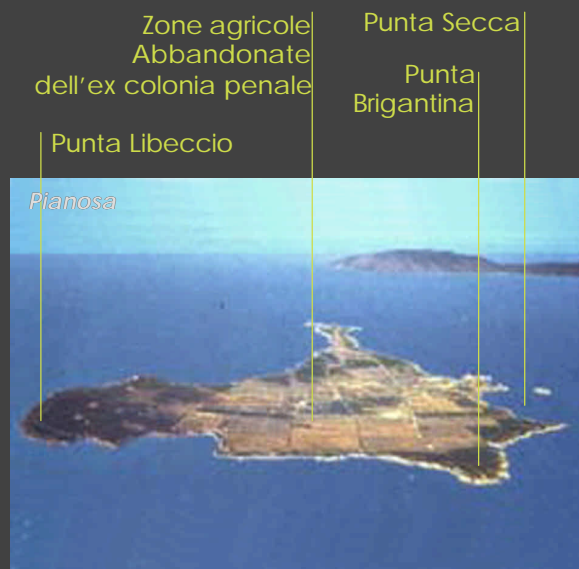 Zone agricole
Abbandonate
dell'ex colonia penale
Punta Secca
Punta
Brigantina
Punta Libeccio
Pianosa